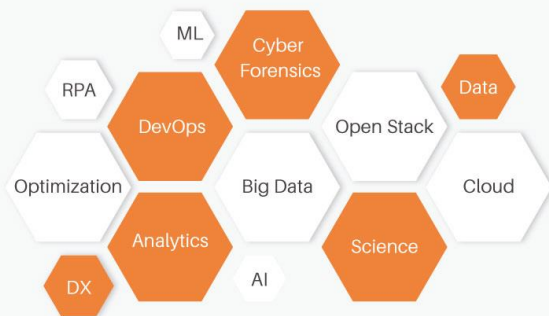 ML
Cyber
Forensics
RPA
Data
DevOps
Open Stack
Optimization
Big Data
Cloud
Analytics
Science
AI
DX